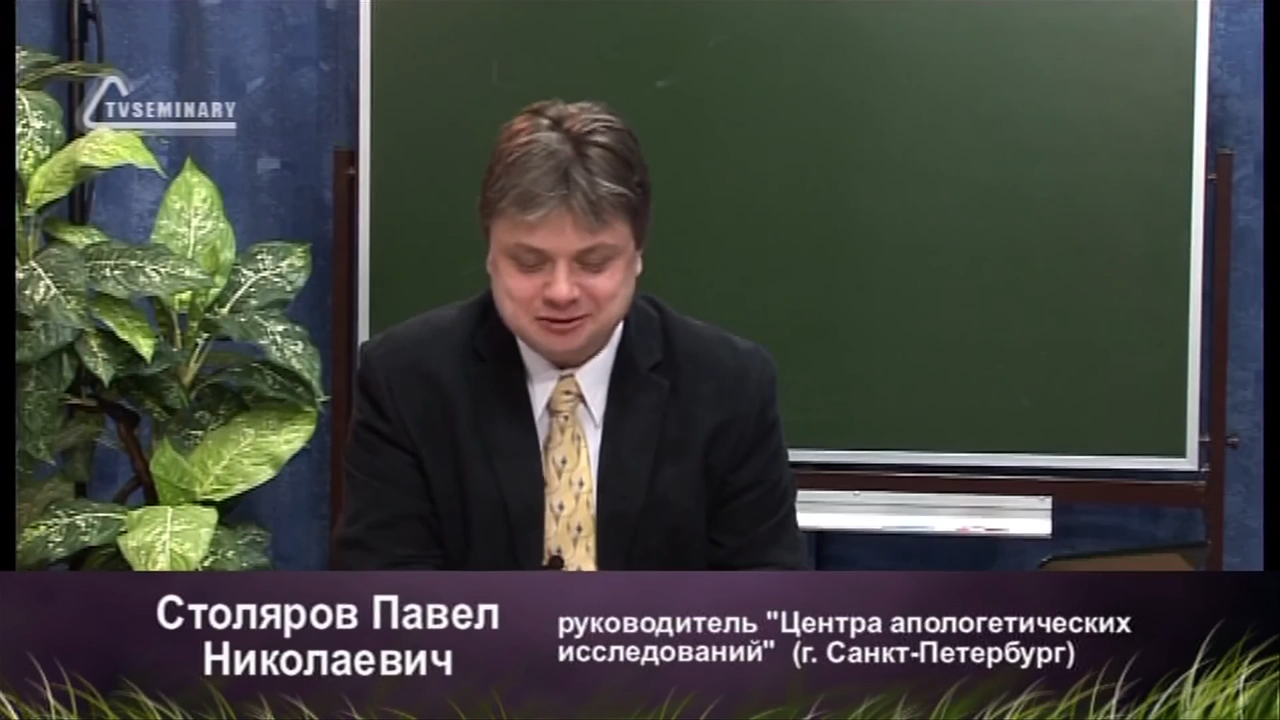 TVSEMINARY
Столяров Павел
Николаевич
руководитель "Центра апологетических
исследований" (г. Санкт-Петербург)